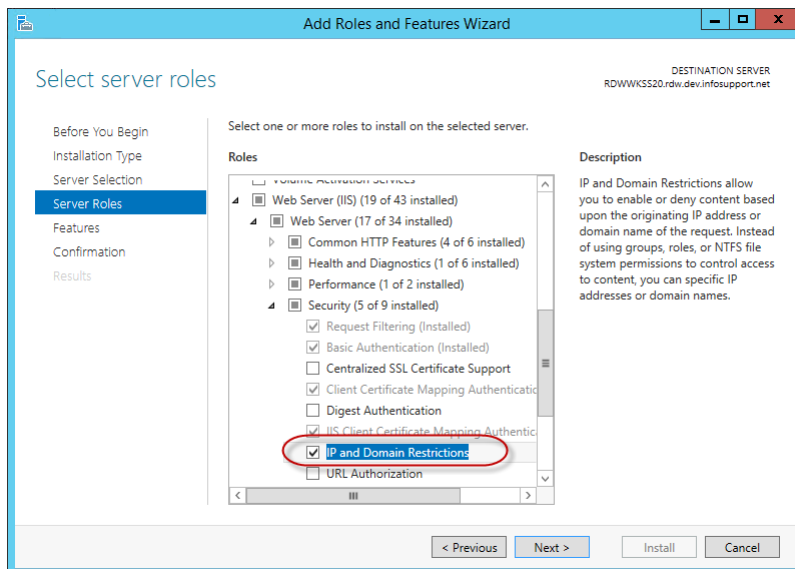 Add Roles and Features Wizard
Select server roles
DESTINATION SERVER
RDWWKSS20.rdw.dev.infosupport.net
Before You Begin
Installation Type
Server Selection
Server Roles
Features
Confirmation
Results
Select one or more roles to install on the selected server.
Roles
Volume Activation Services
Web Server (IIS) (19 of 43 installed)
Web Server (17 of 34 installed)
Common HTTP Features (4 of 6 installed)
Health and Diagnostics (1 of 6 installed)
Performance (1 of 2 installed)
Security (5 of 9 installed)
Request Filtering (Installed)
Basic Authentication (Installed)
Centralized SSL Certificate Support
Client Certificate Mapping Authenticatic
Digest Authentication
IIS Client Certificate Mapping Authentic
IP and Domain Restrictions
URL Authorization
Description
IP and Domain Restrictions allow
you to enable or deny content based
upon the originating IP address or
domain name of the request. Instead
of using groups, roles, or NTFS file
system permissions to control access
to content, you can specific IP
addresses or domain names.
< Previous
Next >
Install
Cancel